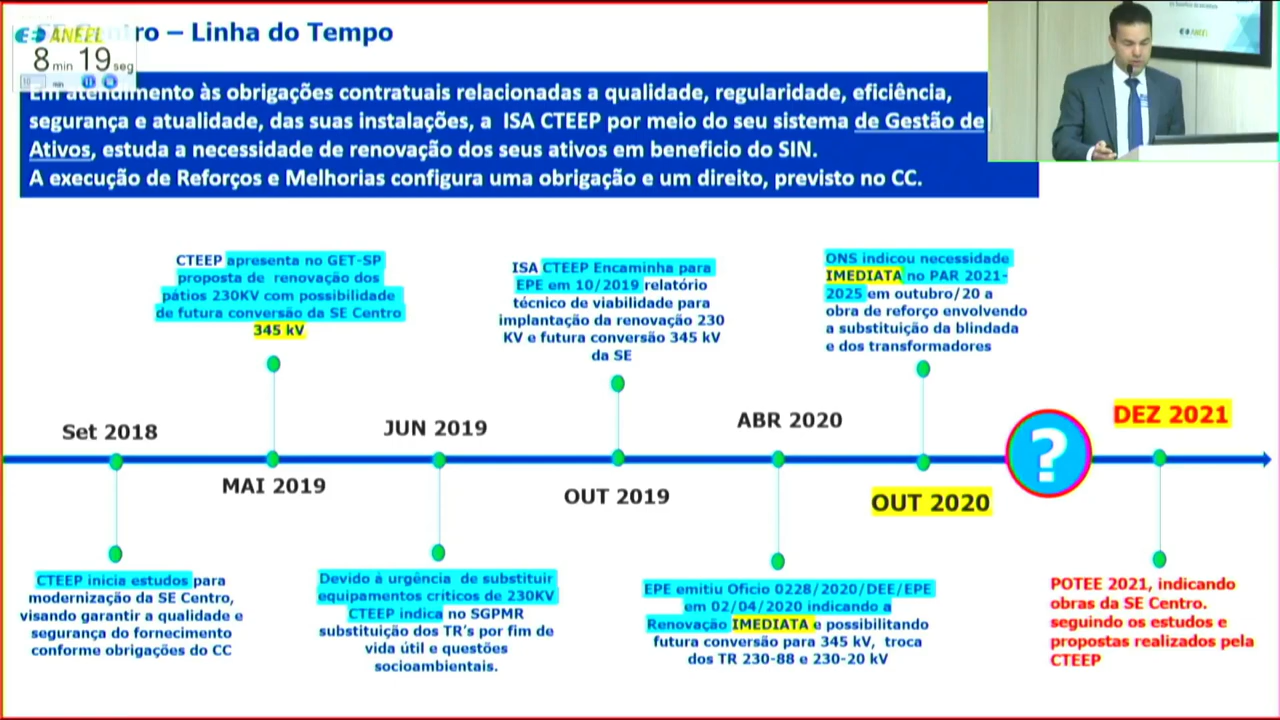 ro – Linha do Tempo
ANEEL
8 min 19 seg
Em atendimento às obrigações contratuais relacionadas a qualidade, regularidade, eficiência,
segurança e atualidade, das suas instalações, a ISA CTEEP por meio do seu sistema de Gestão de
Ativos, estuda a necessidade de renovação dos seus ativos em beneficio do SIN.
A execução de Reforços e Melhorias configura uma obrigação e um direito, previsto no CC.
CTEEP apresenta no GET-SP
proposta de renovação dos
pátios 230KV com possibilidade
de futura conversão da SE Centro
345 kV
ISA CTEEP Encaminha para
EPE em 10/2019 relatório
técnico de viabilidade para
implantação da renovação 230
KV e futura conversão 345 kV
da SE
ONS indicou necessidade
IMEDIATA no PAR 2021-
2025 em outubro/20 a
obra de reforço envolvendo
a substituição da blindada
e dos transformadores
Set 2018
MAI 2019
JUN 2019
OUT 2019
ABR 2020
OUT 2020
?
DEZ 2021
CTEEP inicia estudos para
modernização da SE Centro,
visando garantir a qualidade e
segurança do fornecimento
conforme obrigações do CC
Devido à urgência de substituir
equipamentos críticos de 230KV
CTEEP indica no SGPMR
substituição dos TR's por fim de
vida útil e questões
socioambientais.
EPE emitiu Oficio 0228/2020/DEE/EPE
em 02/04/2020 indicando a
Renovação IMEDIATA e possibilitando
futura conversão para 345 kV, troca
dos TR 230-88 e 230-20 kV
POTEE 2021, indicando
obras da SE Centro.
seguindo os estudos e
propostas realizados pela
CTEEP